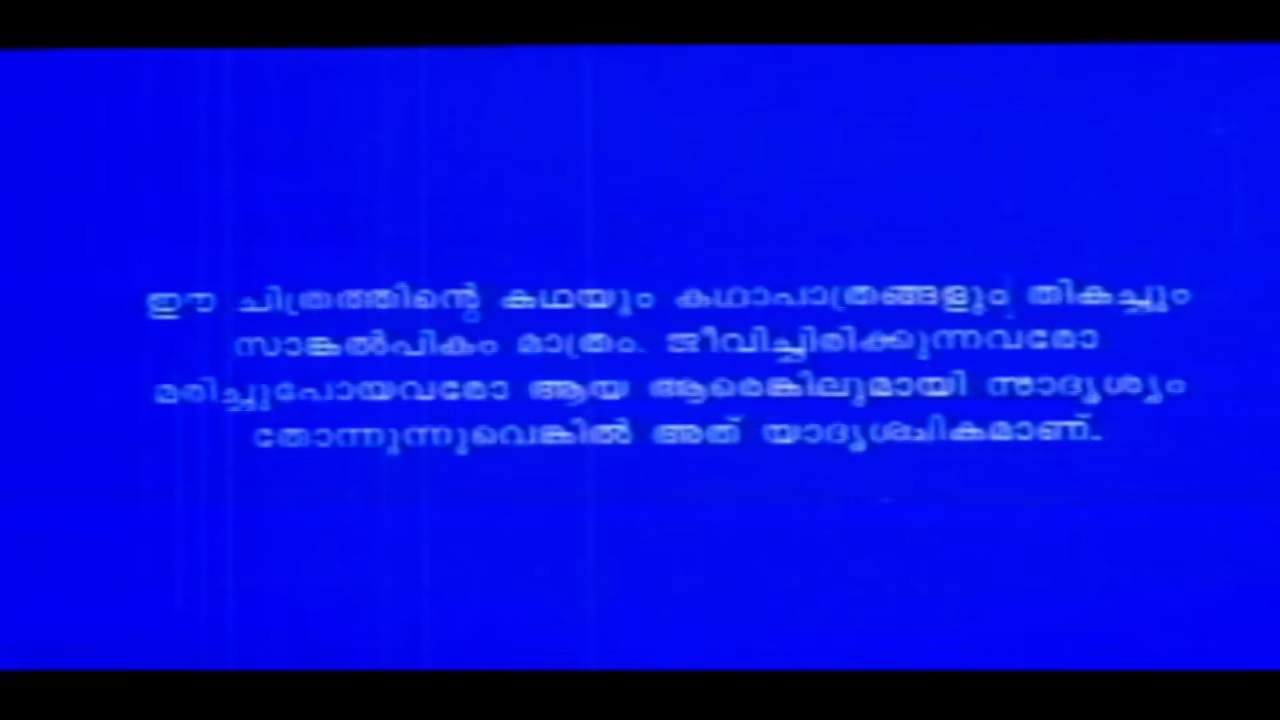 ഈ ചിത്രത്തിന്റെ കഥയും കഥാപാത്രങ്ങളും തികച്ചും
സാങ്കൽപികം മാത്രം. ജീവിച്ചിരിക്കുന്നവരോ
മരിച്ചുപോയവരോ ആയ ആരെങ്കിലുമായി സാദൃശ്യം
തോന്നുന്നുവെങ്കിൽ അത് യാദൃശ്ചികമാണ്.